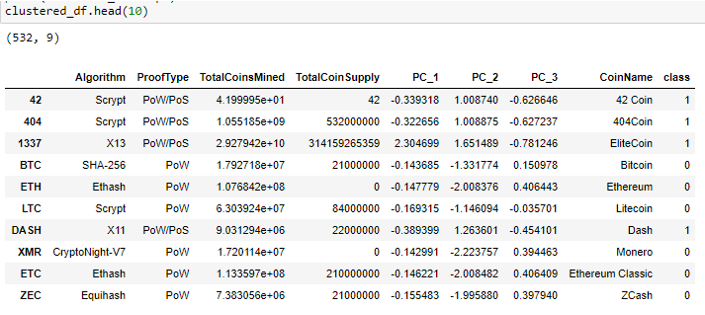 clustered_df.head(10)
(532, 9)
Algorithm ProofType TotalCoinsMined TotalCoinSupply PC_1 PC_2 PC_3 CoinName class
42 Scrypt PoW/PoS 4.199995e+01 42 -0.339318 1.008740 -0.626646 42 Coin 1
404 Scrypt PoW/PoS 1.055185e+09 532000000 -0.322656 1.008875 -0.627237 404Coin 1
1337 X13 PoW/PoS 2.927942e+10 314159265359 2.304699 1.651489 -0.781246 EliteCoin 1
BTC SHA-256 PoW 1.792718e+07 21000000 -0.143685 -1.331774 0.150978 Bitcoin 0
ETH Ethash PoW 1.076842e+08 0 -0.147779 -2.008376 0.406443 Ethereum 0
LTC Scrypt PoW 6.303924e+07 84000000 -0.169315 -1.146094 -0.035701 Litecoin 0
DASH X11 PoW/PoS 9.031294e+06 22000000 -0.389399 1.263601 -0.454101 Dash 1
XMR CryptoNight-V7 PoW 1.720114e+07 0 -0.142991 -2.223757 0.394463 Monero 0
ETC Ethash PoW 1.133597e+08 210000000 -0.146221 -2.008482 0.406409 Ethereum Classic 0
ZEC Equihash PoW 7.383056e+06 21000000 -0.155483 -1.995880 0.397940 ZCash 0